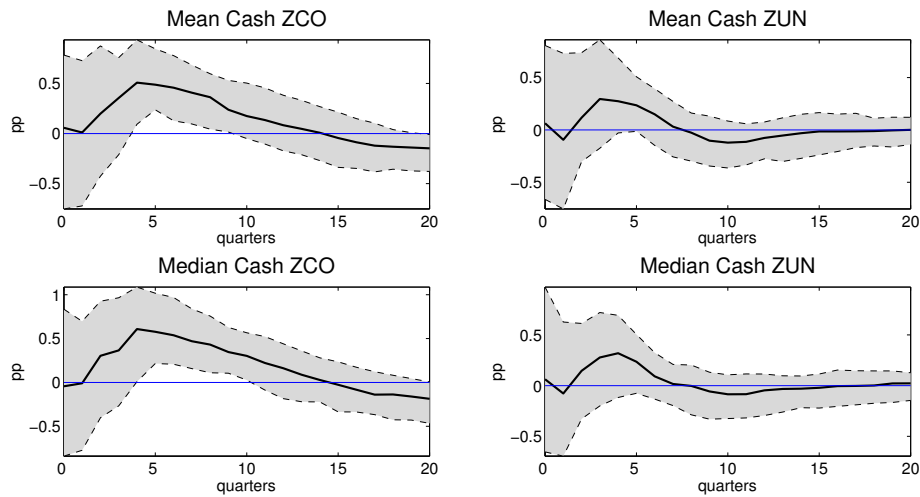 Mean Cash ZCO
pp
0.5
0
−0.5
0 5 10 15 20
quarters
Mean Cash ZUN
pp
0.5
0
−0.5
0 5 10 15 20
quarters
Median Cash ZCO
pp
1
0.5
0
−0.5
0 5 10 15 20
quarters
Median Cash ZUN
pp
0.5
0
−0.5
0 5 10 15 20
quarters